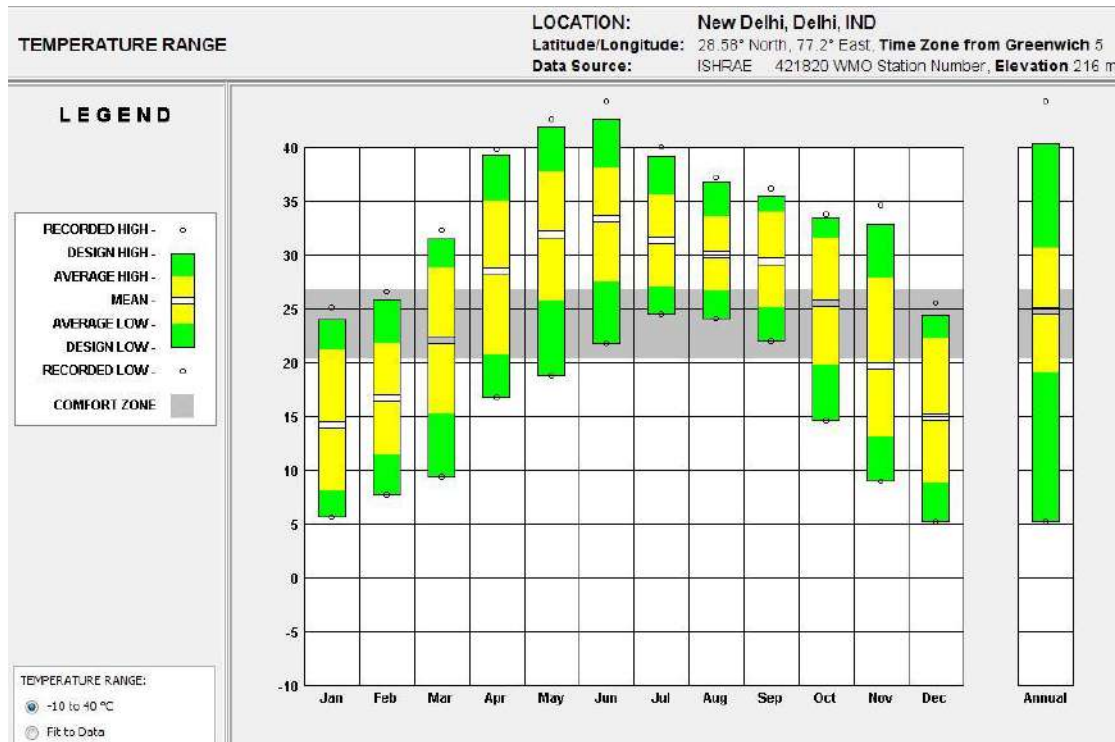 TEMPERATURE RANGE
LOCATION: New Delhi, Delhi, IND
Latitude/Longitude: 28.58° North, 77.2° East, Time Zone from Greenwich 5
Data Source: ISHRAE 421820 WMO Station Number, Elevation 216 m
LEGEND
RECORDED HIGH -
DESIGN HIGH -
AVERAGE HIGH -
MEAN -
AVERAGE LOW -
DESIGN LOW -
RECORDED LOW -
COMFORT ZONE
TEMPERATURE RANGE:
-10 to 40 °C
Fit to Data
40
35
30
25
20
15
10
5
0
-5
-10
Jan Feb Mar Apr May Jun Jul Aug Sep Oct Nov Dec Annual